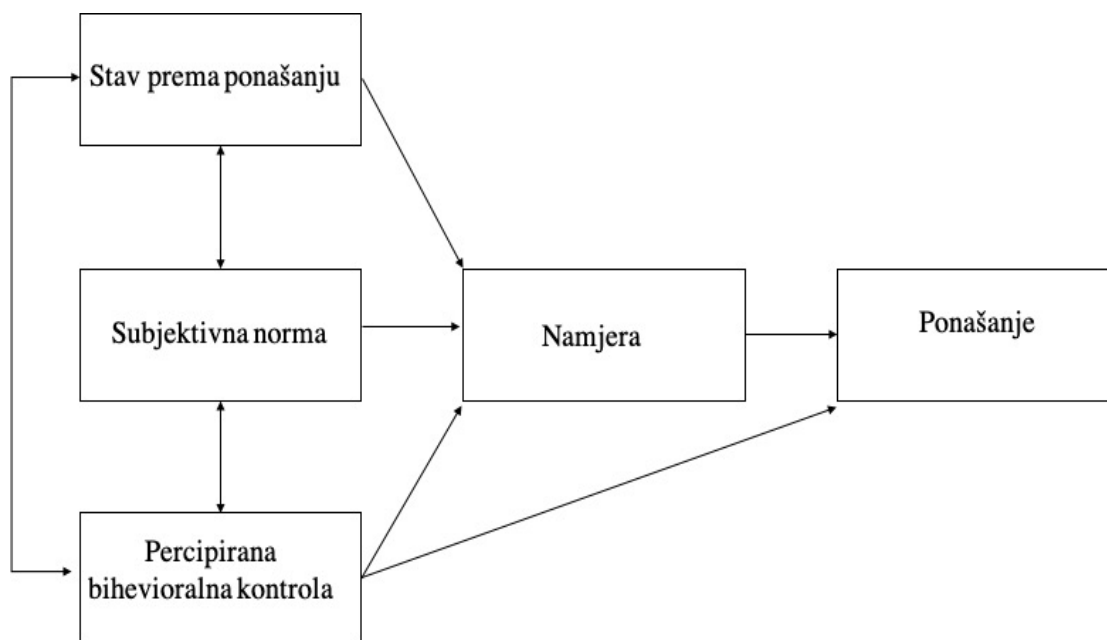 Stav prema ponašanju
Subjektivna norma
Namjera
Ponašanje
Percipirana
bihevioralna kontrola